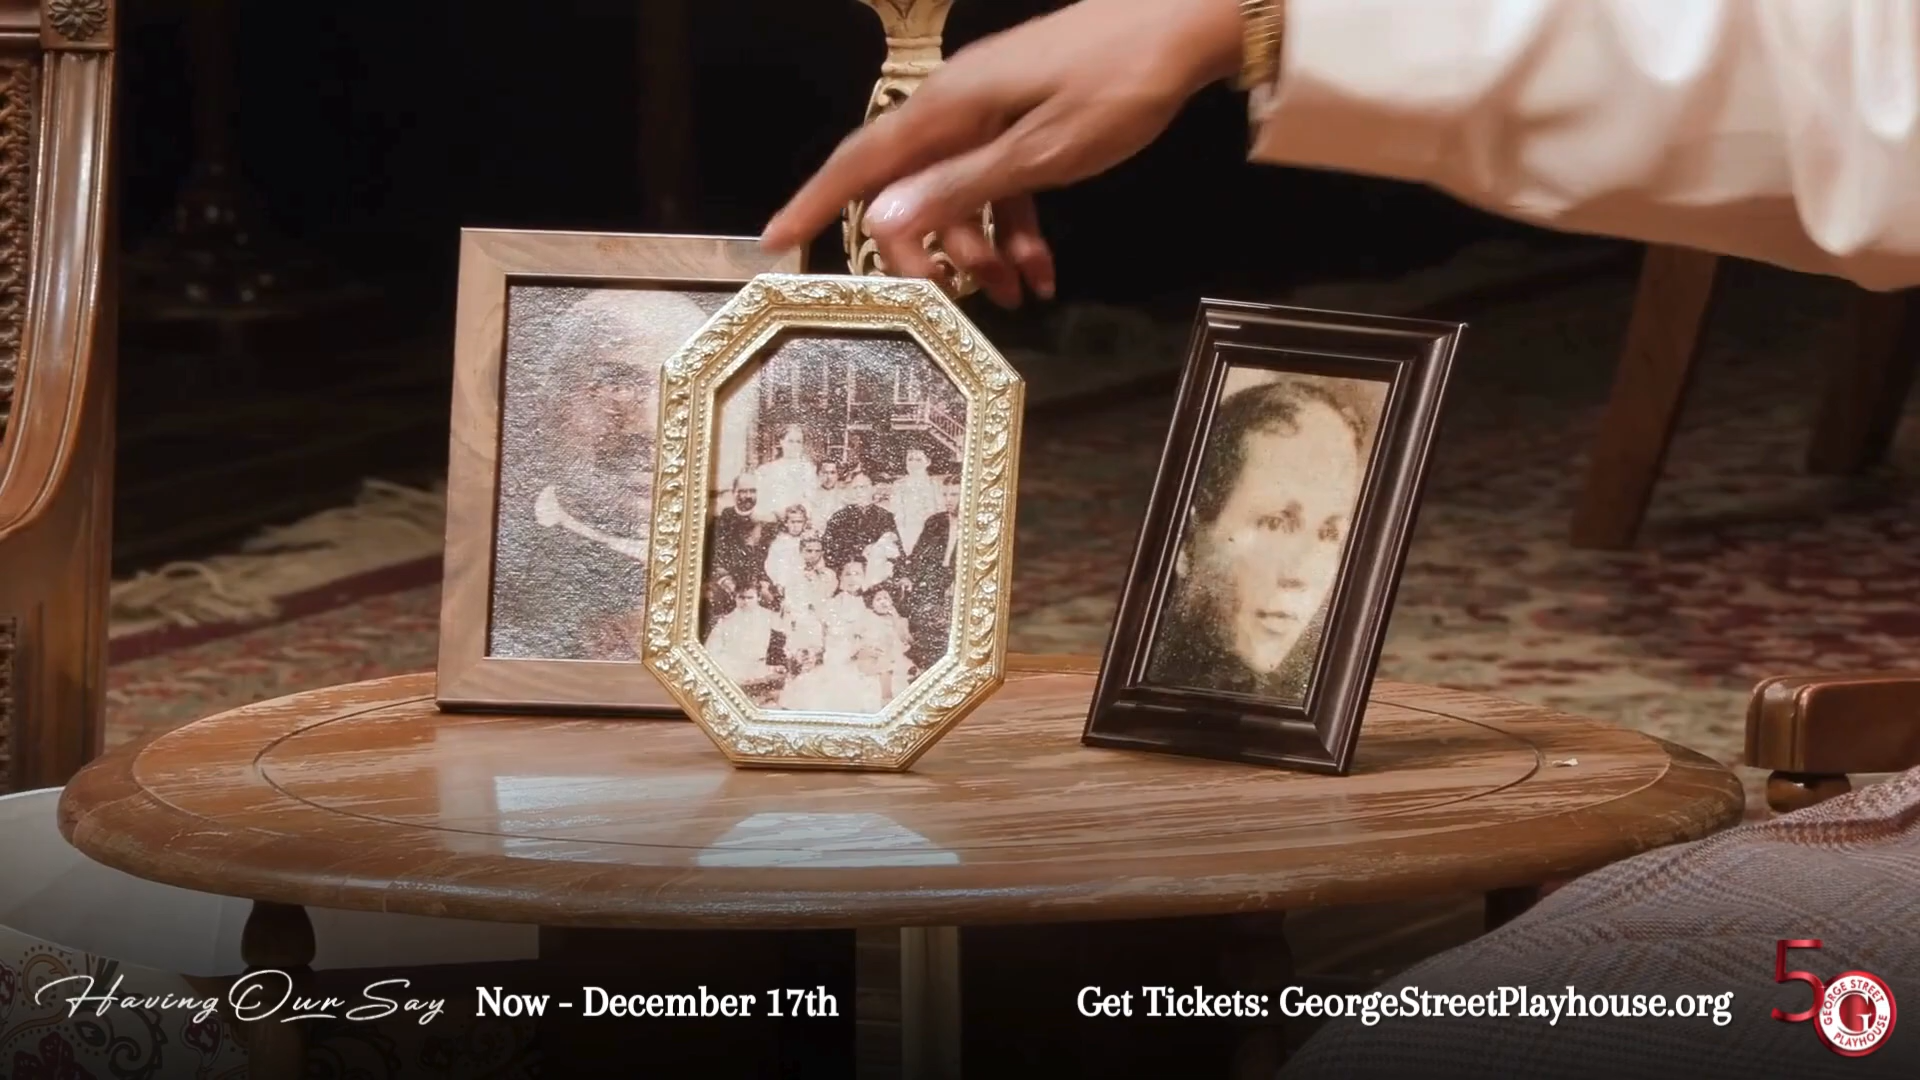 Having Our Say
Now - December 17th
Get Tickets: GeorgeStreetPlayhouse.org
50
GEORGE STREET
G
PLAYHOUSE